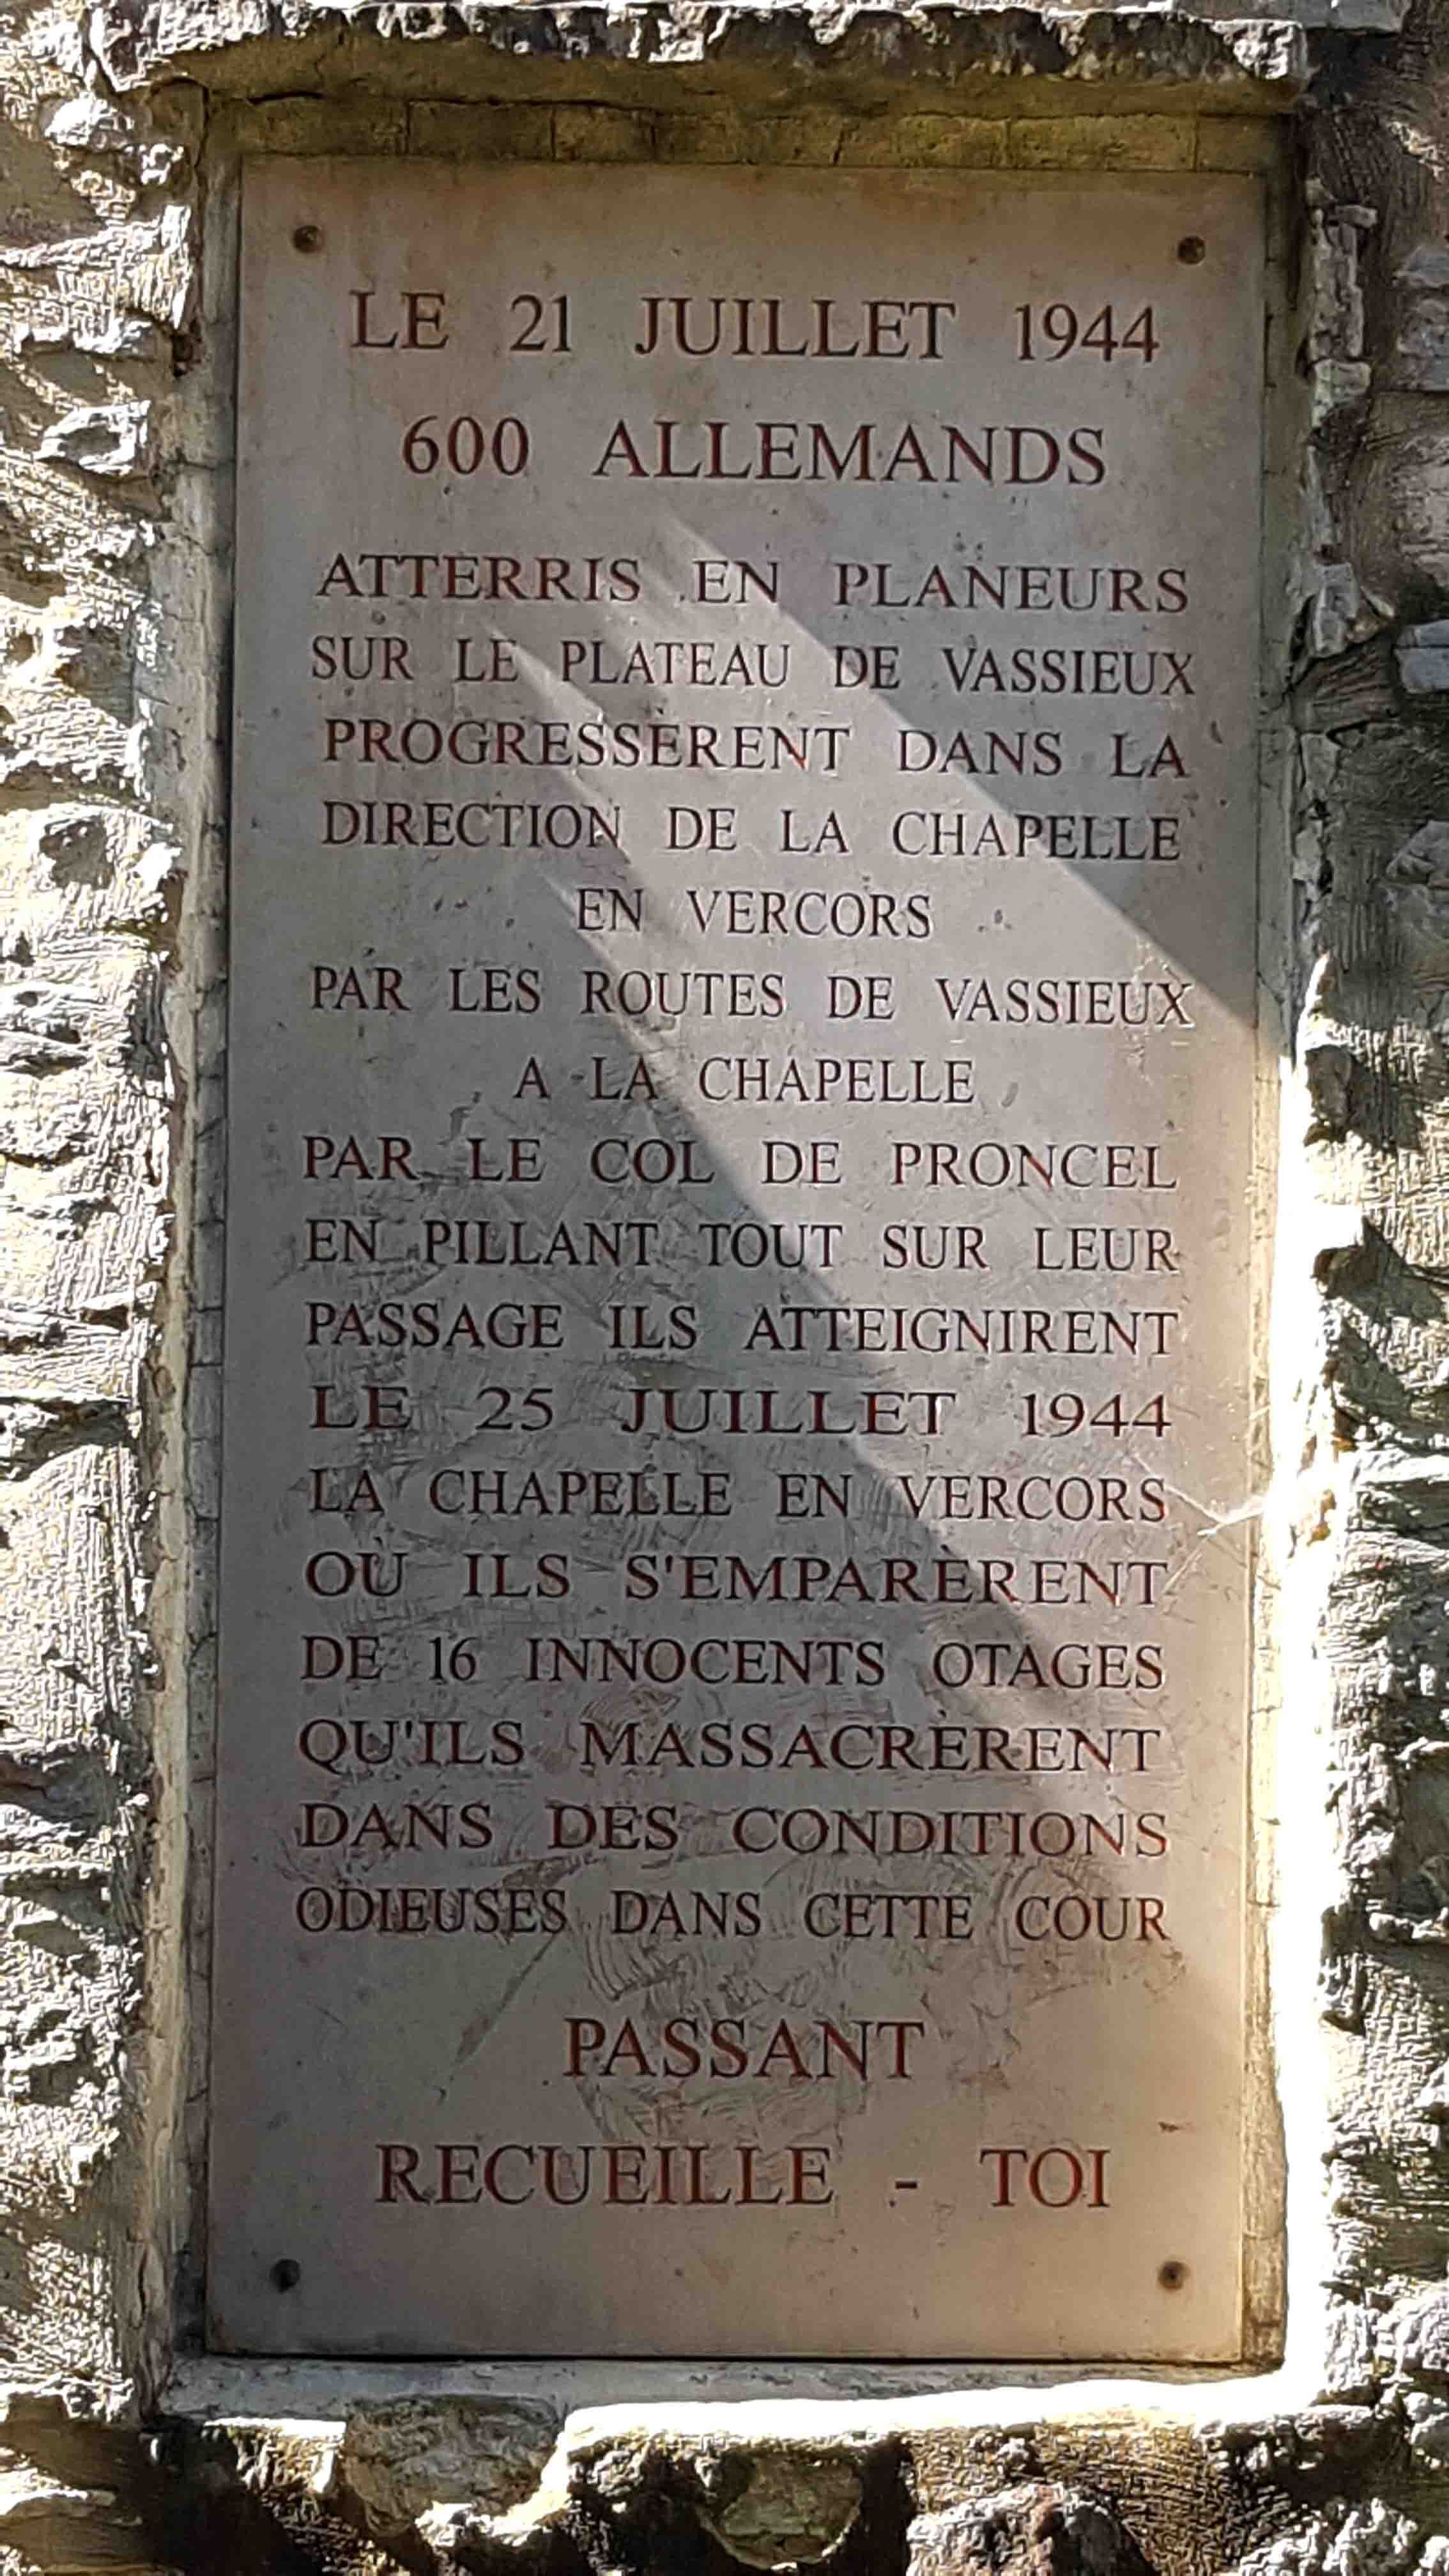 LE 21 JUILLET 1944
600 ALLEMANDS
ATTERRIS EN PLANEURS
SUR LE PLATEAU DE VASSIEUX
PROGRESSÈRENT DANS LA
DIRECTION DE LA CHAPELLE
EN VERCORS
PAR LES ROUTES DE VASSIEUX
A LA CHAPELLE
PAR LE COL DE PRONCEL
EN PILLANT TOUT SUR LEUR
PASSAGE ILS ATTEIGNIRENT
LE 25 JUILLET 1944
LA CHAPELLE EN VERCORS
OÙ ILS S'EMPARÈRENT
DE 16 INNOCENTS OTAGES
QU'ILS MASSACRÈRENT
DANS DES CONDITIONS
ODIEUSES DANS CETTE COUR
PASSANT
RECUEILLE - TOI